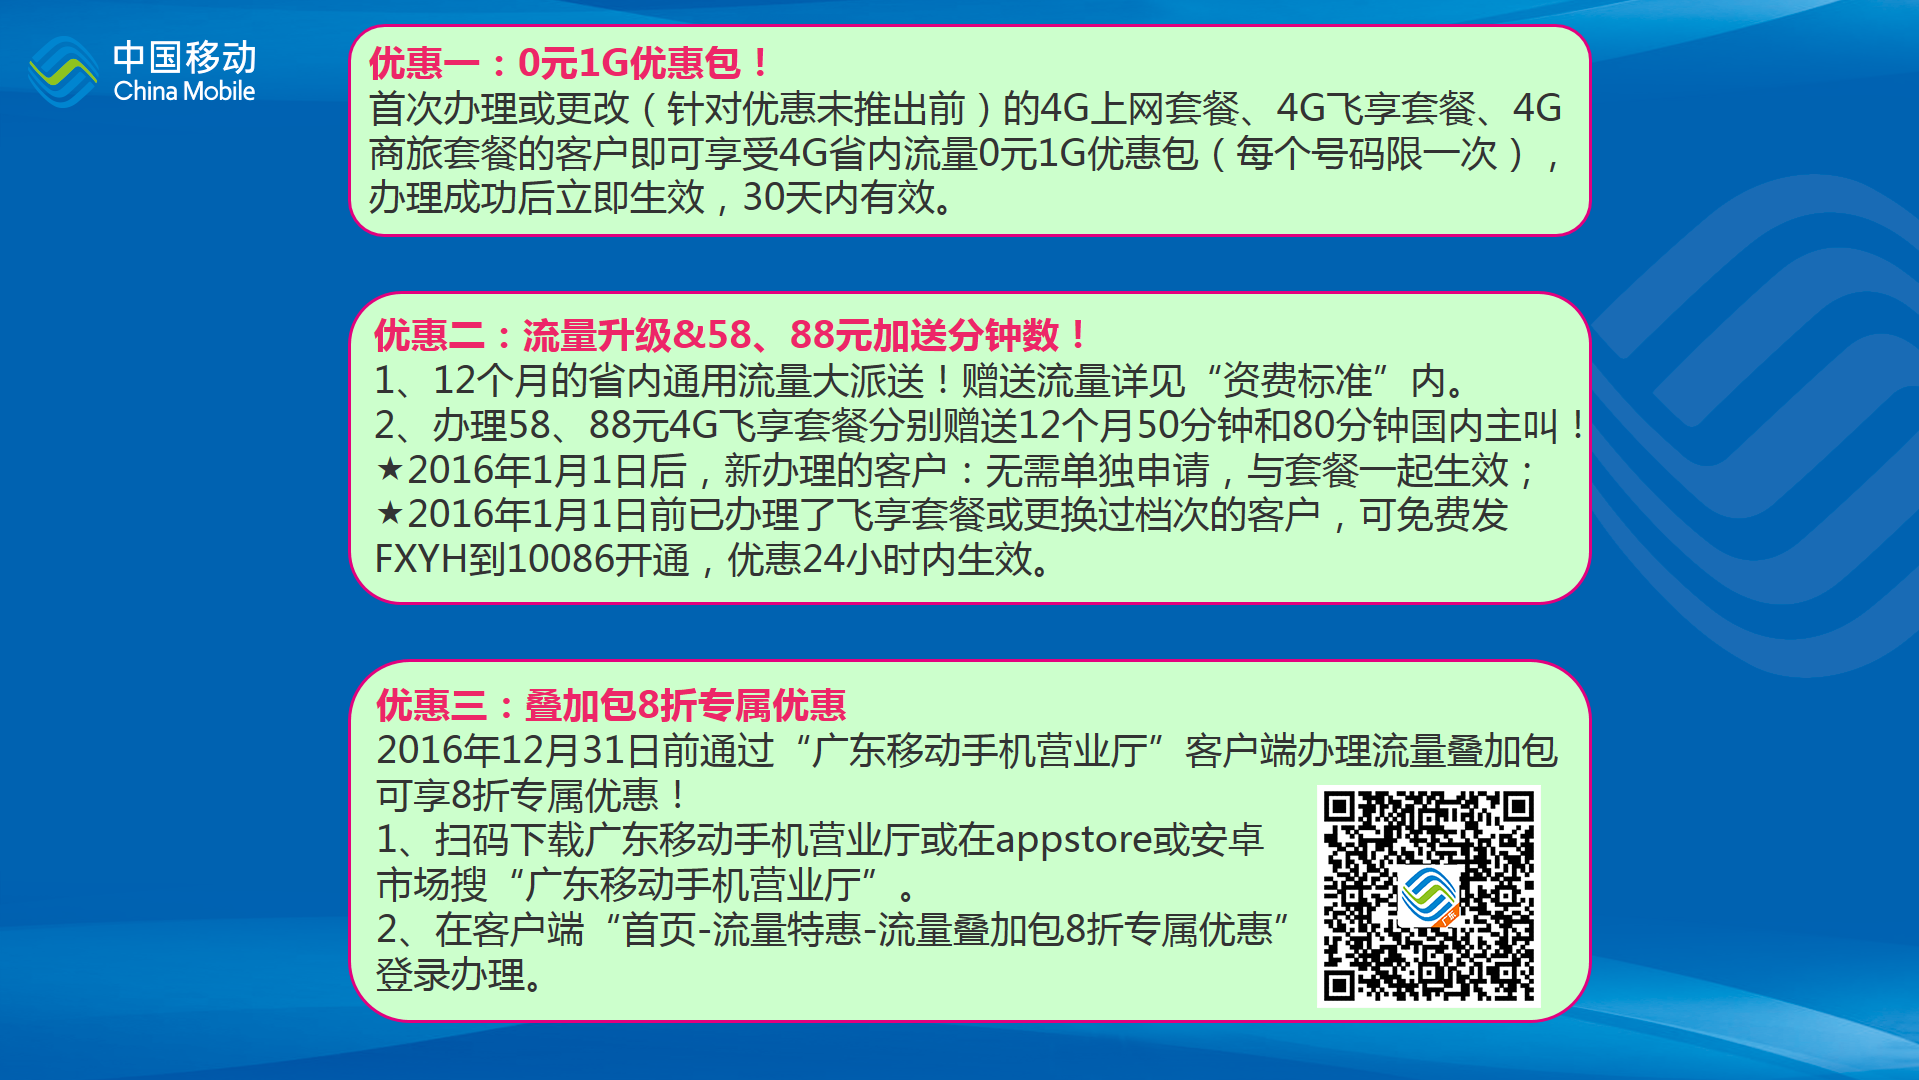 中国移动
China Mobile
优惠一：0元1G优惠包！
首次办理或更改（针对优惠未推出前）的4G上网套餐、4G飞享套餐、4G
商旅套餐的客户即可享受4G省内流量0元1G优惠包（每个号码限一次），
办理成功后立即生效，30天内有效。
优惠二：流量升级&58、88元加送分钟数！
1、12个月的省内通用流量大派送！赠送流量详见“资费标准”内。
2、办理58、88元4G飞享套餐分别赠送12个月50分钟和80分钟国内主叫！
★2016年1月1日后，新办理的客户：无需单独申请，与套餐一起生效；
★2016年1月1日前已办理了飞享套餐或更换过档次的客户，可免费发
FXYH到10086开通，优惠24小时内生效。
优惠三：叠加包8折专属优惠
2016年12月31日前通过“广东移动手机营业厅”客户端办理流量叠加包
可享8折专属优惠！
1、扫码下载广东移动手机营业厅或在appstore或安卓
市场搜“广东移动手机营业厅”。
2、在客户端“首页-流量特惠-流量叠加包8折专属优惠”
登录办理。
广东